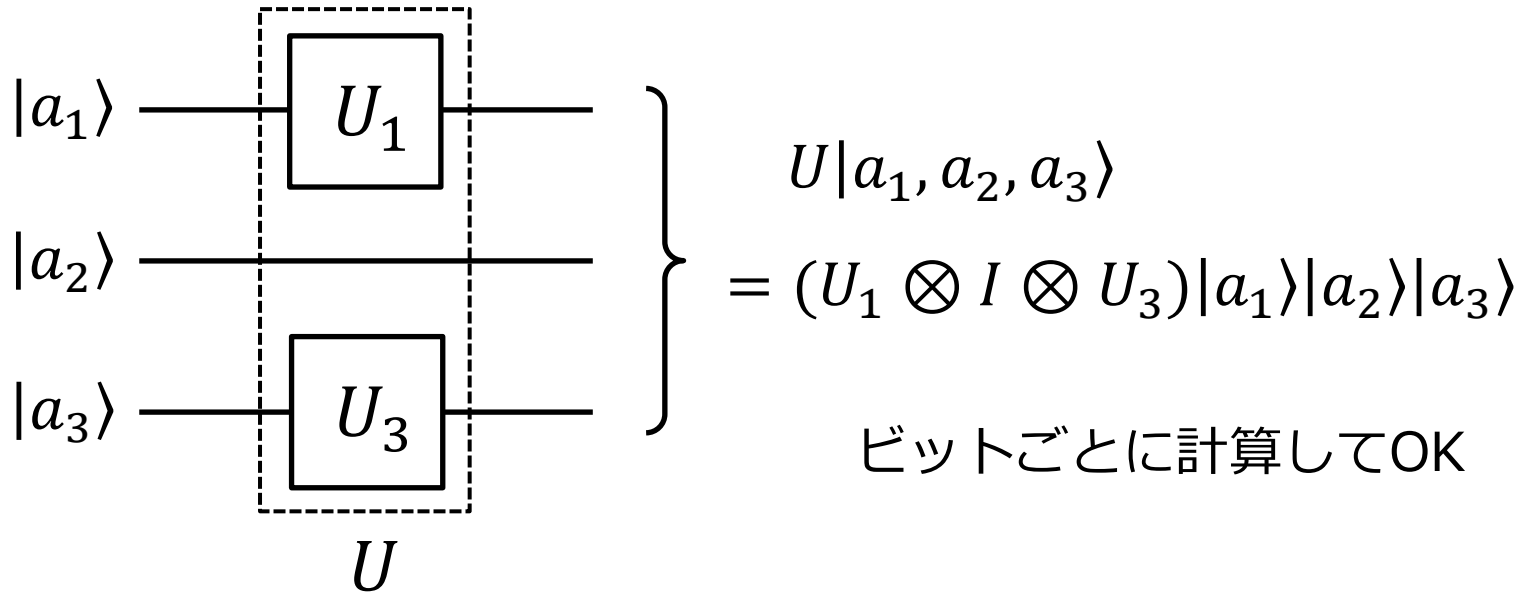 |a₁⟩
U₁
|a₂⟩
|a₃⟩
U₃
U
U|a₁, a₂, a₃⟩
= (U₁ ⊗ I ⊗ U₃)|a₁⟩|a₂⟩|a₃⟩
ビットごとに計算してOK